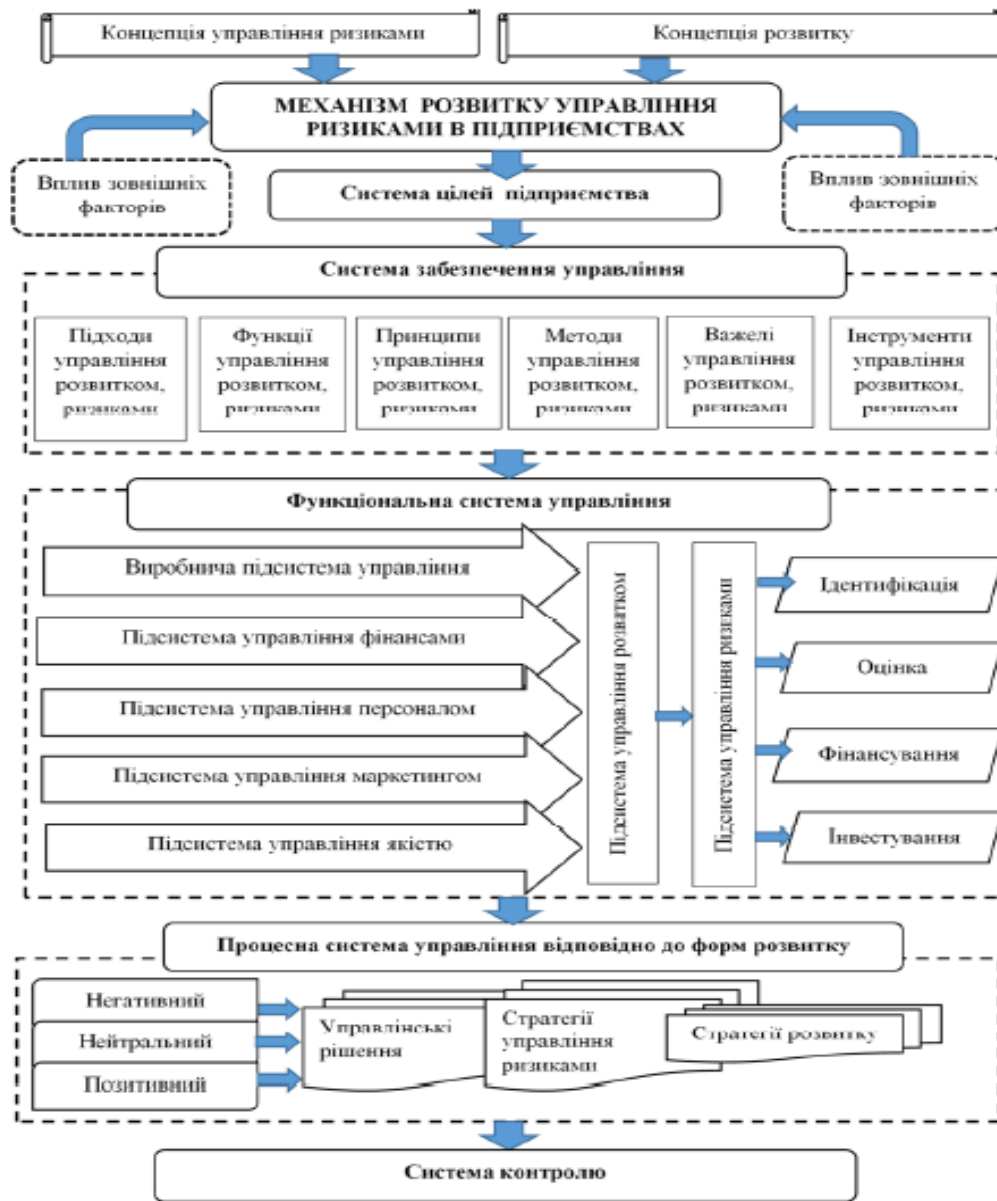 Концепція управління ризиками
Концепція розвитку
МЕХАНІЗМ РОЗВИТКУ УПРАВЛІННЯ
РИЗИКАМИ В ПІДПРИЄМСТВАХ
Вплив зовнішніх
факторів
Вплив зовнішніх
факторів
Система цілей підприємства
Система забезпечення управління
Підходи
управління
розвитком,
ризиками
Функції
управління
розвитком,
ризиками
Принципи
управління
розвитком,
ризиками
Методи
управління
розвитком,
ризиками
Важелі
управління
розвитком,
ризиками
Інструменти
управління
розвитком,
ризиками
Функціональна система управління
Виробнича підсистема управління
Підсистема управління фінансами
Підсистема управління персоналом
Підсистема управління маркетингом
Підсистема управління якістю
Підсистема управління розвитком
Підсистема управління ризиками
Ідентифікація
Оцінка
Фінансування
Інвестування
Процесна система управління відповідно до форм розвитку
Негативний
Нейтральний
Позитивний
Управлінські
рішення
Стратегії
управління
ризиками
Стратегії розвитку
Система контролю